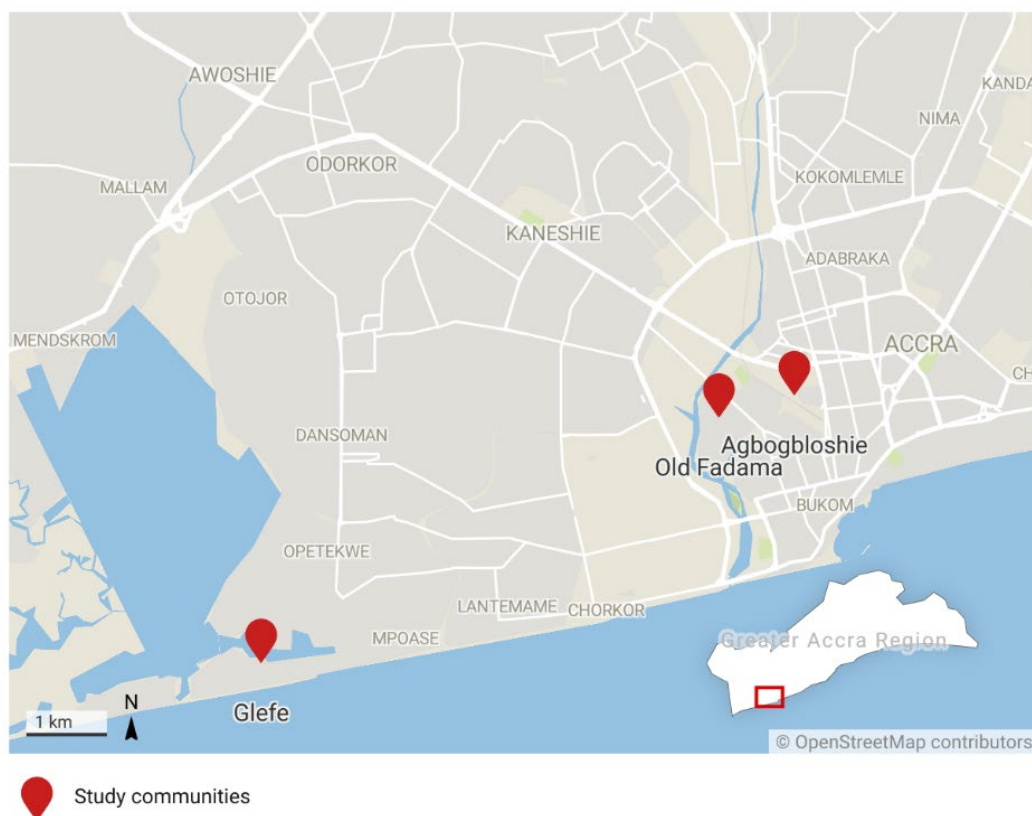 AWOSHIE
KANDA
NIMA
ODORKOR
MALLAM
KOKOMLEMLE
KANESHIE
ADABRAKA
OTOJOR
MENDSKROM
ACCRA
CH
DANSOMAN
Agbogbloshie
Old Fadama
BUKOM
OPETEKWE
LANTEMAME
CHORKOR
MPOASE
Greater Accra Region
Glefe
1 km
N
© OpenStreetMap contributors
Study communities